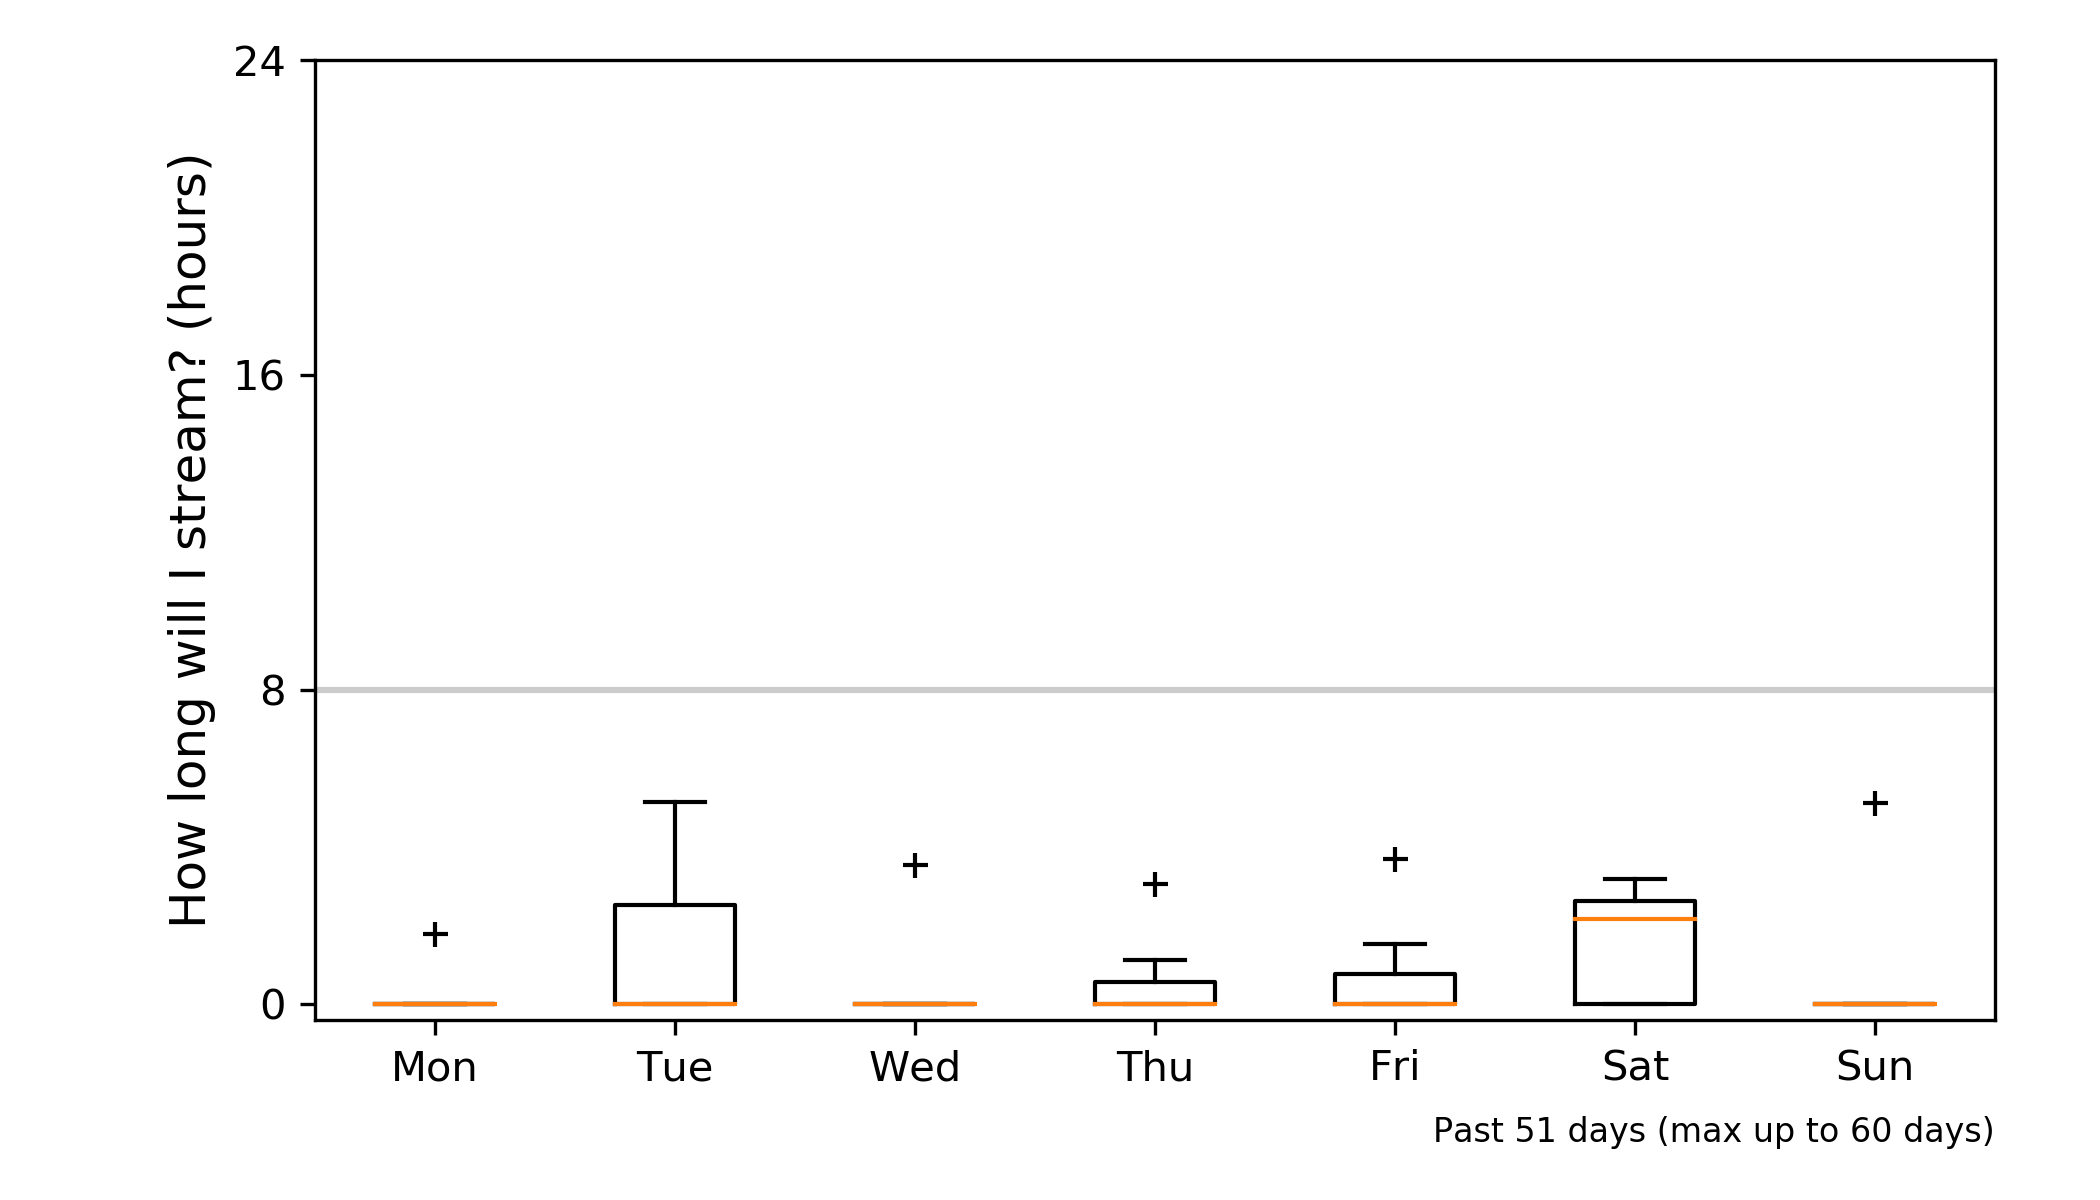 How long will I stream? (hours)
24
16
8
0
Mon Tue Wed Thu Fri Sat Sun
Past 51 days (max up to 60 days)